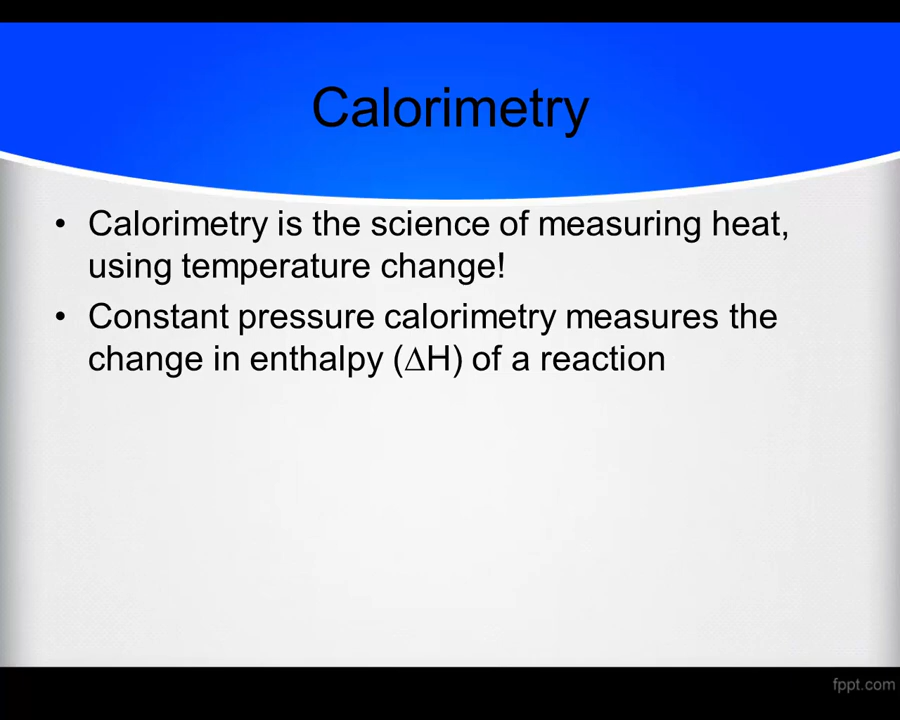 Calorimetry
• Calorimetry is the science of measuring heat,
using temperature change!
• Constant pressure calorimetry measures the
change in enthalpy (∆H) of a reaction
fppt.com